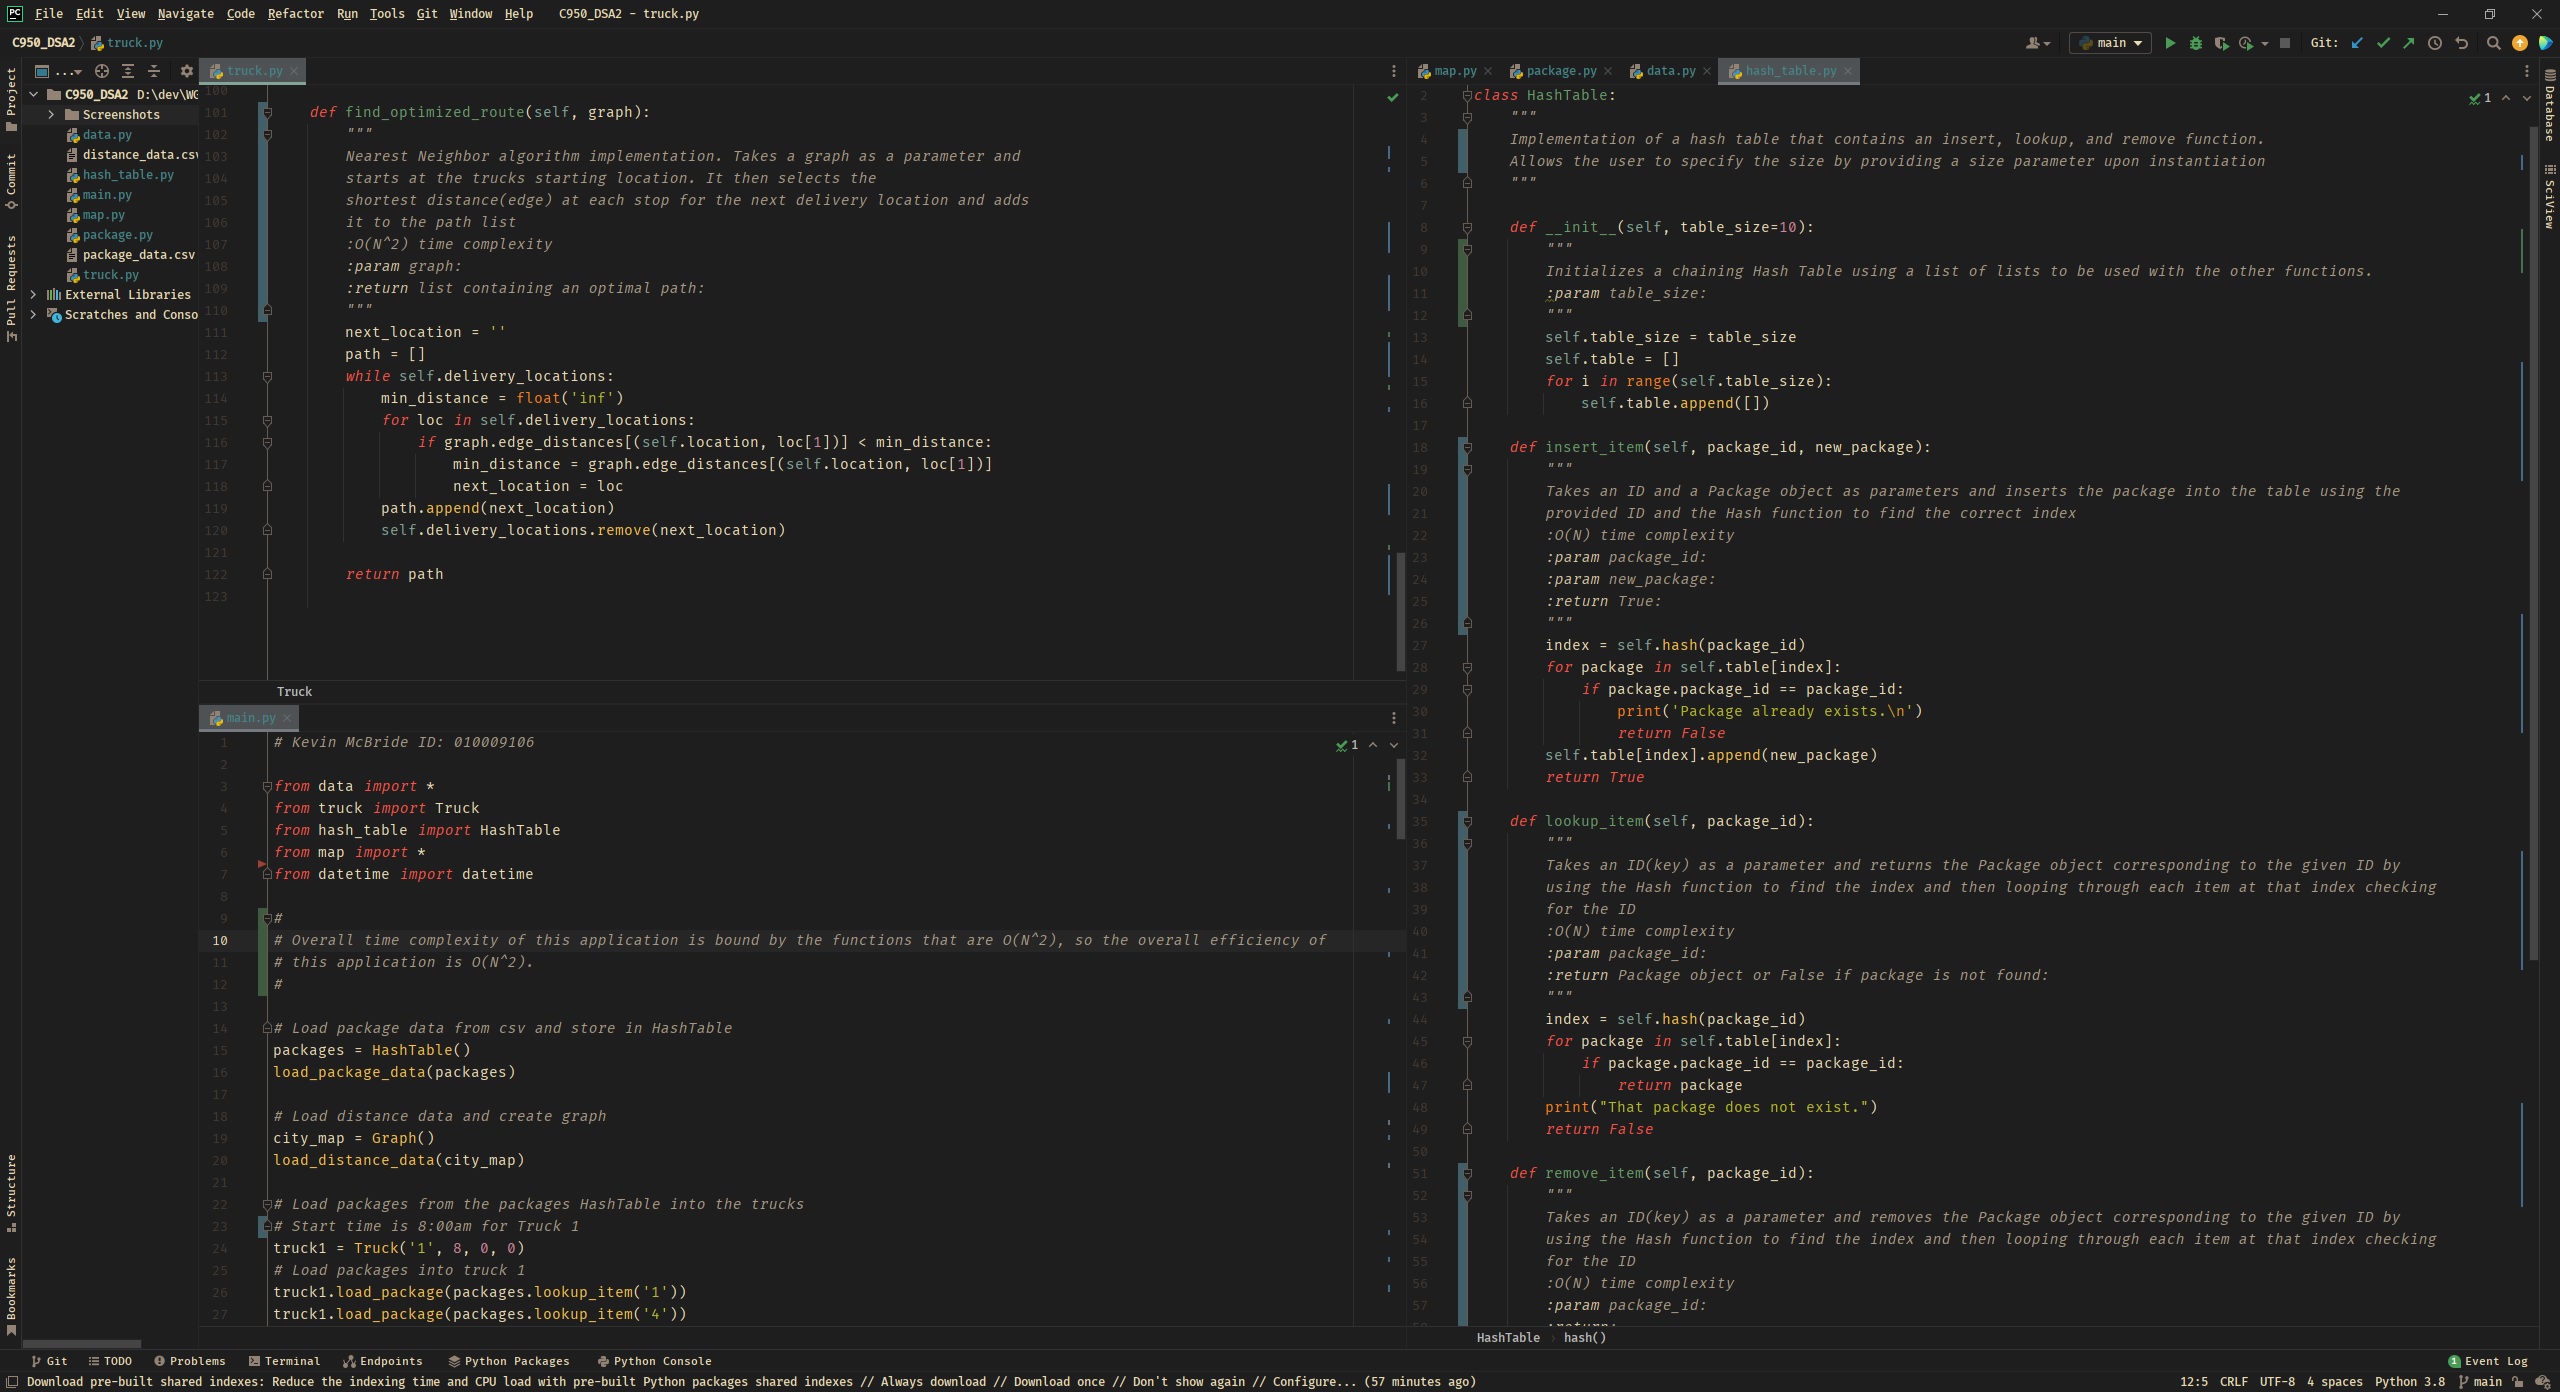 PC File Edit View Navigate Code Refactor Run Tools Git Window Help C950_DSA2 - truck.py
C950_DSA2 truck.py
main
Git:
Project
Commit
Pull Requests
Structure
Bookmarks
...
C950_DSA2 D:\dev\WG
Screenshots
data.py
distance_data.csv
hash_table.py
main.py
map.py
package.py
package_data.csv
truck.py
External Libraries
Scratches and Conso
truck.py
100
101 def find_optimized_route(self, graph):
102 """
103 Nearest Neighbor algorithm implementation. Takes a graph as a parameter and
104 starts at the trucks starting location. It then selects the
105 shortest distance(edge) at each stop for the next delivery location and adds
106 it to the path list
107 :O(N^2) time complexity
108 :param graph:
109 :return list containing an optimal path:
110 """
111 next_location = ''
112 path = []
113 while self.delivery_locations:
114 min_distance = float('inf')
115 for loc in self.delivery_locations:
116 if graph.edge_distances[(self.location, loc[1])] < min_distance:
117 min_distance = graph.edge_distances[(self.location, loc[1])]
118 next_location = loc
119 path.append(next_location)
120 self.delivery_locations.remove(next_location)
121
122 return path
123
Truck
main.py
1
1 # Kevin McBride ID: 010009106
2
3 from data import *
4 from truck import Truck
5 from hash_table import HashTable
6 from map import *
7 from datetime import datetime
8
9 #
10 # Overall time complexity of this application is bound by the functions that are O(N^2), so the overall efficiency of
11 # this application is O(N^2).
12 #
13
14 # Load package data from csv and store in HashTable
15 packages = HashTable()
16 load_package_data(packages)
17
18 # Load distance data and create graph
19 city_map = Graph()
20 load_distance_data(city_map)
21
22 # Load packages from the packages HashTable into the trucks
23 # Start time is 8:00am for Truck 1
24 truck1 = Truck('1', 8, 0, 0)
25 # Load packages into truck 1
26 truck1.load_package(packages.lookup_item('1'))
27 truck1.load_package(packages.lookup_item('4'))
map.py package.py data.py hash_table.py
1
2 class HashTable:
3 """
4 Implementation of a hash table that contains an insert, lookup, and remove function.
5 Allows the user to specify the size by providing a size parameter upon instantiation
6 """
7
8 def __init__(self, table_size=10):
9 """
10 Initializes a chaining Hash Table using a list of lists to be used with the other functions.
11 :param table_size:
12 """
13 self.table_size = table_size
14 self.table = []
15 for i in range(self.table_size):
16 self.table.append([])
17
18 def insert_item(self, package_id, new_package):
19 """
20 Takes an ID and a Package object as parameters and inserts the package into the table using the
21 provided ID and the Hash function to find the correct index
22 :O(N) time complexity
23 :param package_id:
24 :param new_package:
25 :return True:
26 """
27 index = self.hash(package_id)
28 for package in self.table[index]:
29 if package.package_id == package_id:
30 print('Package already exists.\n')
31 return False
32 self.table[index].append(new_package)
33 return True
34
35 def lookup_item(self, package_id):
36 """
37 Takes an ID(key) as a parameter and returns the Package object corresponding to the given ID by
38 using the Hash function to find the index and then looping through each item at that index checking
39 for the ID
40 :O(N) time complexity
41 :param package_id:
42 :return Package object or False if package is not found:
43 """
44 index = self.hash(package_id)
45 for package in self.table[index]:
46 if package.package_id == package_id:
47 return package
48 print("That package does not exist.")
49 return False
50
51 def remove_item(self, package_id):
52 """
53 Takes an ID(key) as a parameter and removes the Package object corresponding to the given ID by
54 using the Hash function to find the index and then looping through each item at that index checking
55 for the ID
56 :O(N) time complexity
57 :param package_id:
HashTable hash()
Database
SciView
Git TODO Problems Terminal Endpoints Python Packages Python Console
1 Event Log
Download pre-built shared indexes: Reduce the indexing time and CPU load with pre-built Python packages shared indexes // Always download // Download once // Don't show again // Configure... (57 minutes ago)
12:5 CRLF UTF-8 4 spaces Python 3.8 main